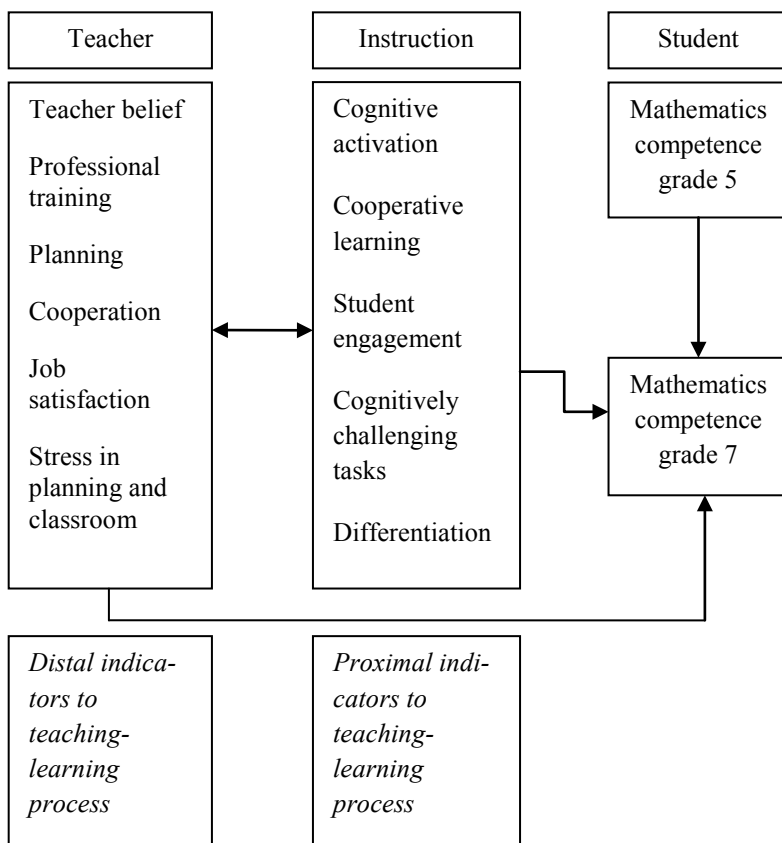 Teacher
Instruction
Student
Teacher belief
Professional
training
Planning
Cooperation
Job
satisfaction
Stress in
planning and
classroom
Cognitive
activation
Cooperative
learning
Student
engagement
Cognitively
challenging
tasks
Differentiation
Mathematics
competence
grade 5
Mathematics
competence
grade 7
Distal indica-
tors to
teaching-
learning
process
Proximal indi-
cators to
teaching-
learning
process